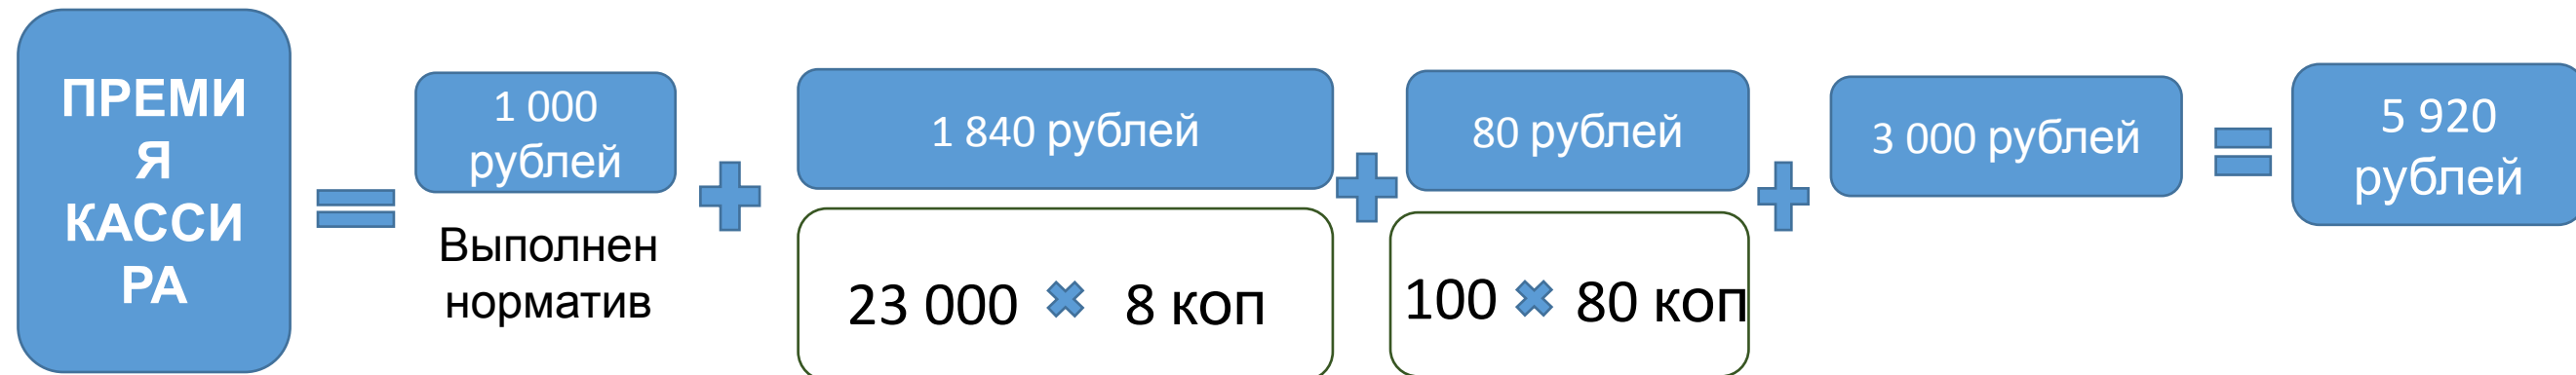 ПРЕМИ
Я
КАССИ
РА
1 000
рублей
Выполнен
норматив
1 840 рублей
23 000 8 коп
80 рублей
100 80 коп
3 000 рублей
5 920
рублей